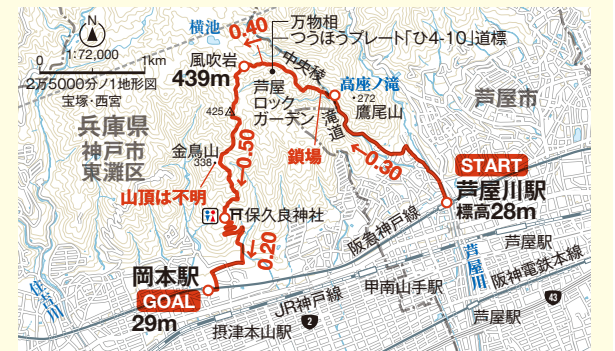 N
1:72,000
0
1km
2万5000分ノ1地形図
宝塚・西宮
兵庫県
神戸市
東灘区
横池
0.40
万物相
つうほうプレート「ひ4-10」道標
風吹岩
439m
中央稜
芦屋
ロック
ガーデン
高座ノ滝
・272
鷹尾山
滝道
鎖場
0.30
芦屋市
425
金鳥山
338
0.50
山頂は不明
START
芦屋川駅
標高28m
保久良神社
0.20
岡本駅
GOAL
29m
住吉川
阪急神戸線
芦屋川
芦屋駅
甲南山手駅
阪神電鉄本線
JR神戸線
2
摂津本山駅
43
芦屋駅